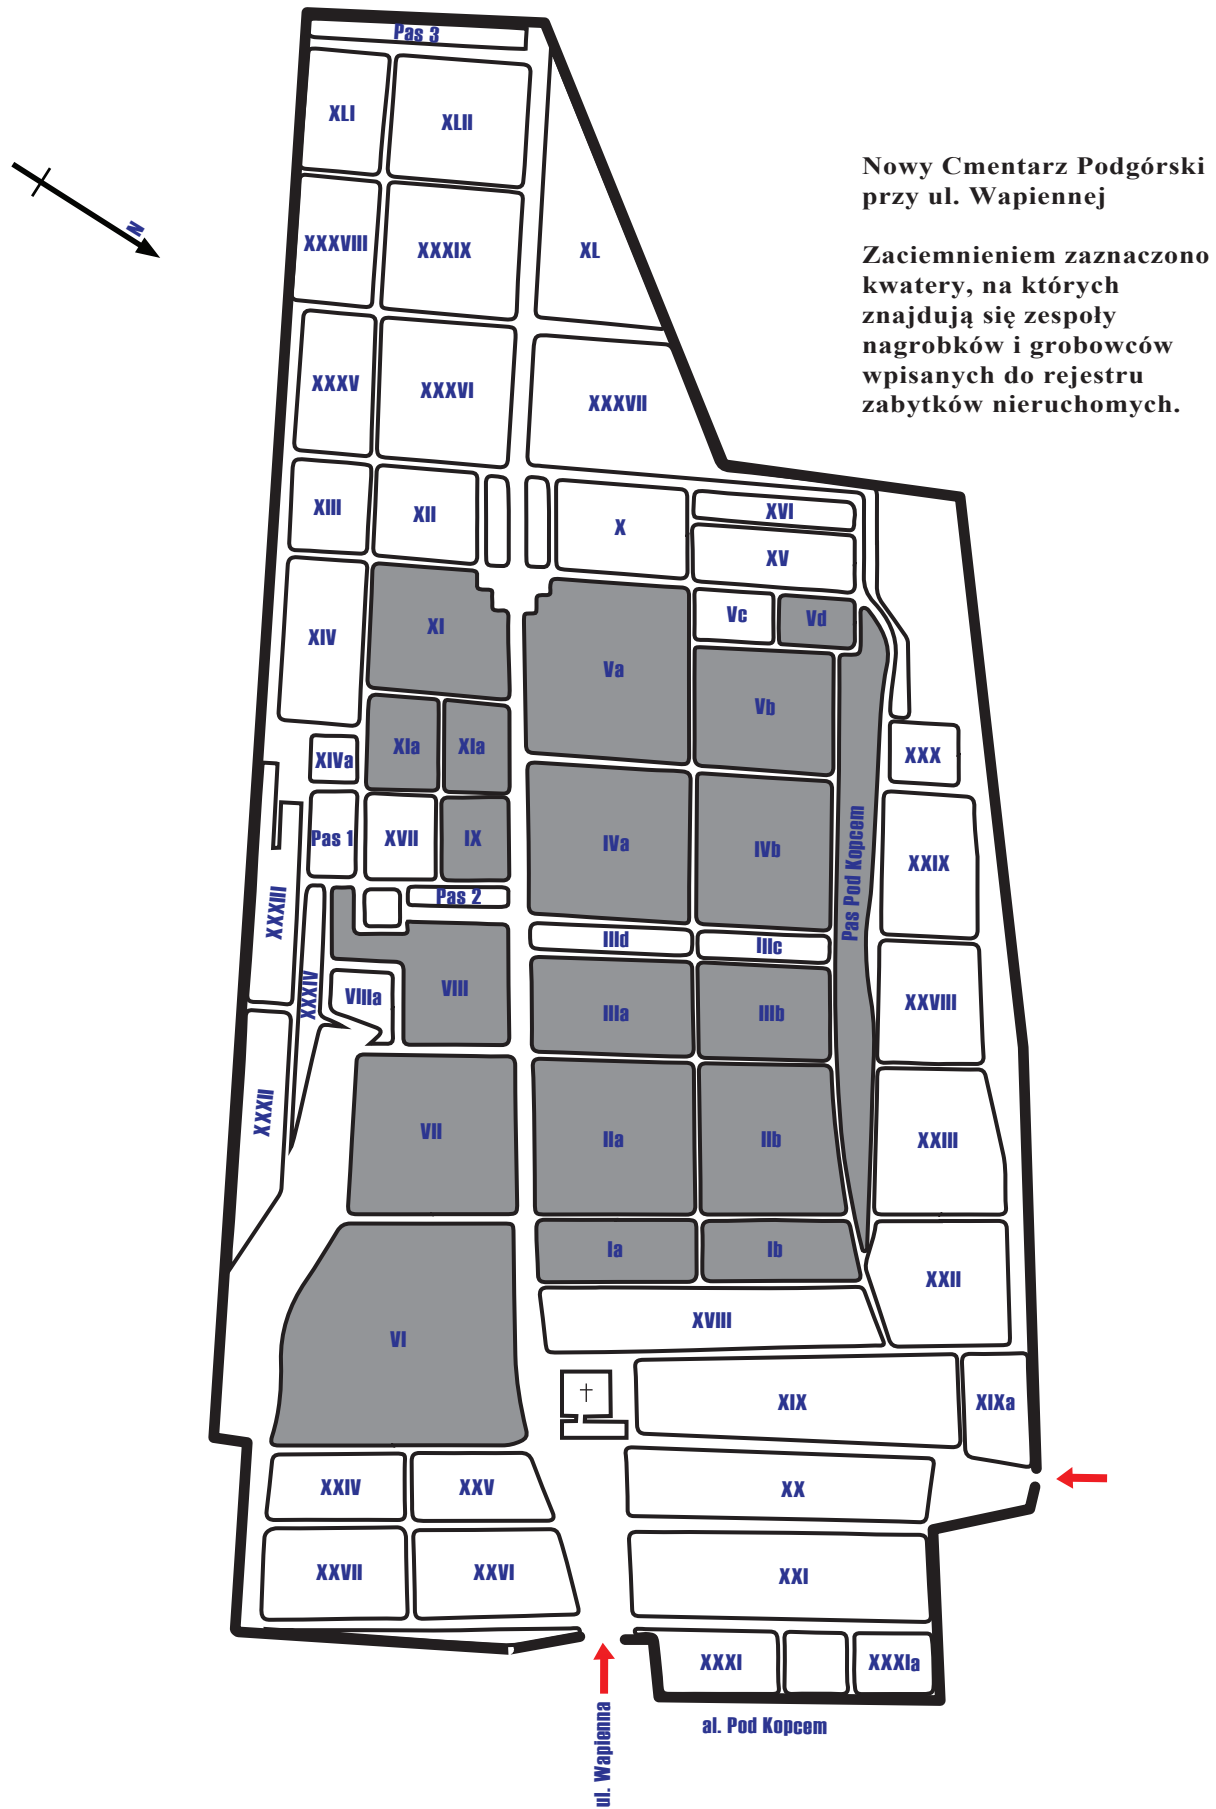 Pas 3
XLI
XLII
N
Nowy Cmentarz Podgórski
przy ul. Wapiennej
Zaciemnieniem zaznaczono
kwatery, na których
znajdują się zespoły
nagrobków i grobowców
wpisanych do rejestru
zabytków nieruchomych.
XXXVIII
XXXIX
XL
XXXV
XXXVI
XXXVII
XIII
XII
X
XVI
XV
XIV
XI
Va
Vc
Vd
Vb
XIVa
XIa
XIa
XXX
Pas 1
XVII
IX
IVa
IVb
Pas Pod Kopcem
XXIX
Pas 2
XXXIII
IIId
IIIc
XXXIV
VIIIa
VIII
IIIa
IIIb
XXVIII
XXXII
VII
IIa
IIb
XXIII
Ia
Ib
XXII
VI
XVIII
XIX
XIXa
XXIV
XXV
XX
XXVII
XXVI
XXI
XXXI
XXXIa
ul. Wapienna
al. Pod Kopcem